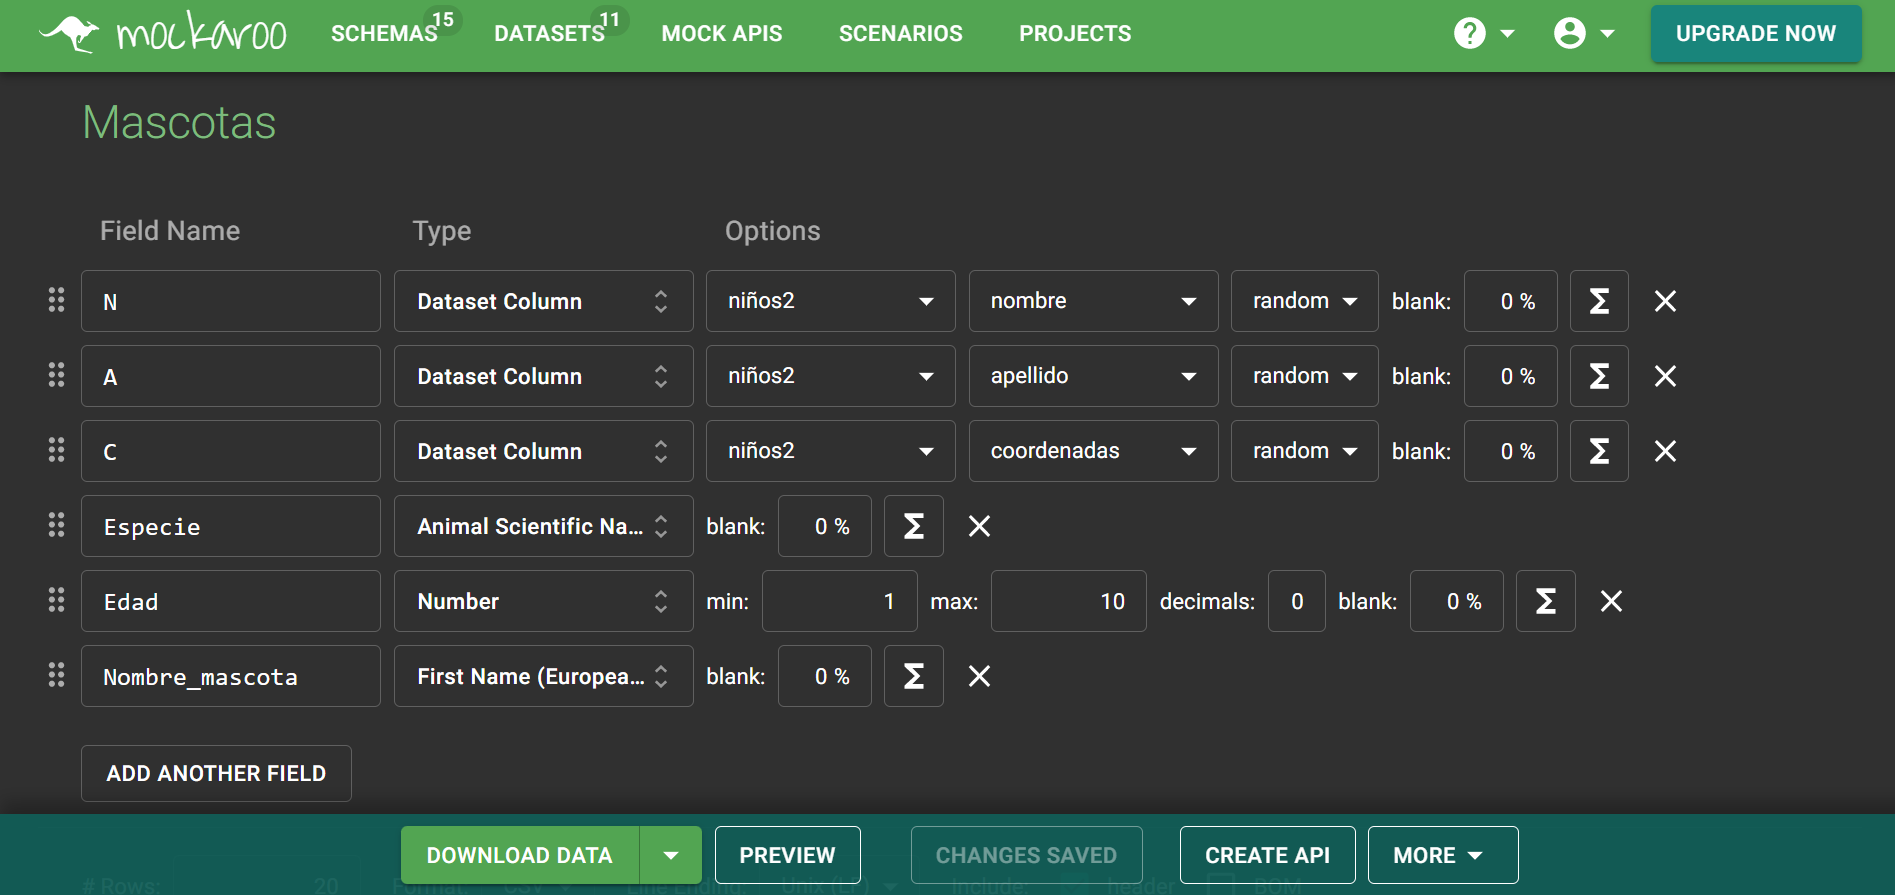 mockaroo SCHEMAS 15 DATASETS 11 MOCK APIS SCENARIOS PROJECTS ? UPGRADE NOW
Mascotas
Field Name Type Options
N Dataset Column niños2 nombre random blank: 0 % Σ
A Dataset Column niños2 apellido random blank: 0 % Σ
C Dataset Column niños2 coordenadas random blank: 0 % Σ
Especie Animal Scientific Na... blank: 0 % Σ
Edad Number min: 1 max: 10 decimals: 0 blank: 0 % Σ
Nombre_mascota First Name (Europea... blank: 0 % Σ
ADD ANOTHER FIELD
DOWNLOAD DATA PREVIEW CHANGES SAVED CREATE API MORE
# Rows: 20 Format: CSV Line Ending: Unix (LF) Include: header BOM